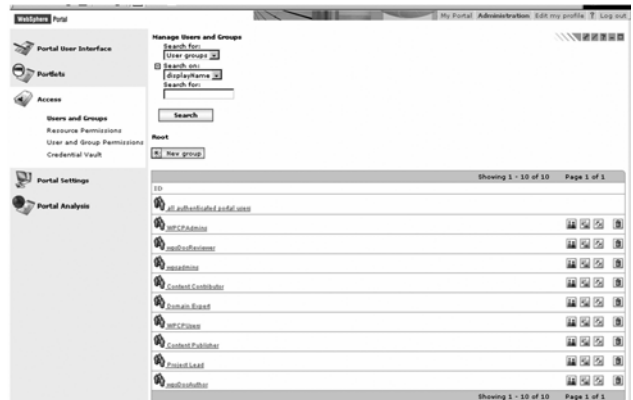 WebSphere Portal
My Portal Administration Edit my profile ? Log out
Portal User Interface
Portlets
Access
Users and Groups
Resource Permissions
User and Group Permissions
Credential Vault
Portal Settings
Portal Analysis
Manage Users and Groups
Search for:
User groups
Search on:
displayName
Search for:
Search
Root
New group
Showing 1 - 10 of 10 Page 1 of 1
ID
all authenticated portal users
WPCPAdmins
wpsDocReviewer
wpsadmins
Content Contributor
Domain Expert
WPCPUsers
Content Publisher
Project Lead
wpsDocAuthor
Showing 1 - 10 of 10 Page 1 of 1